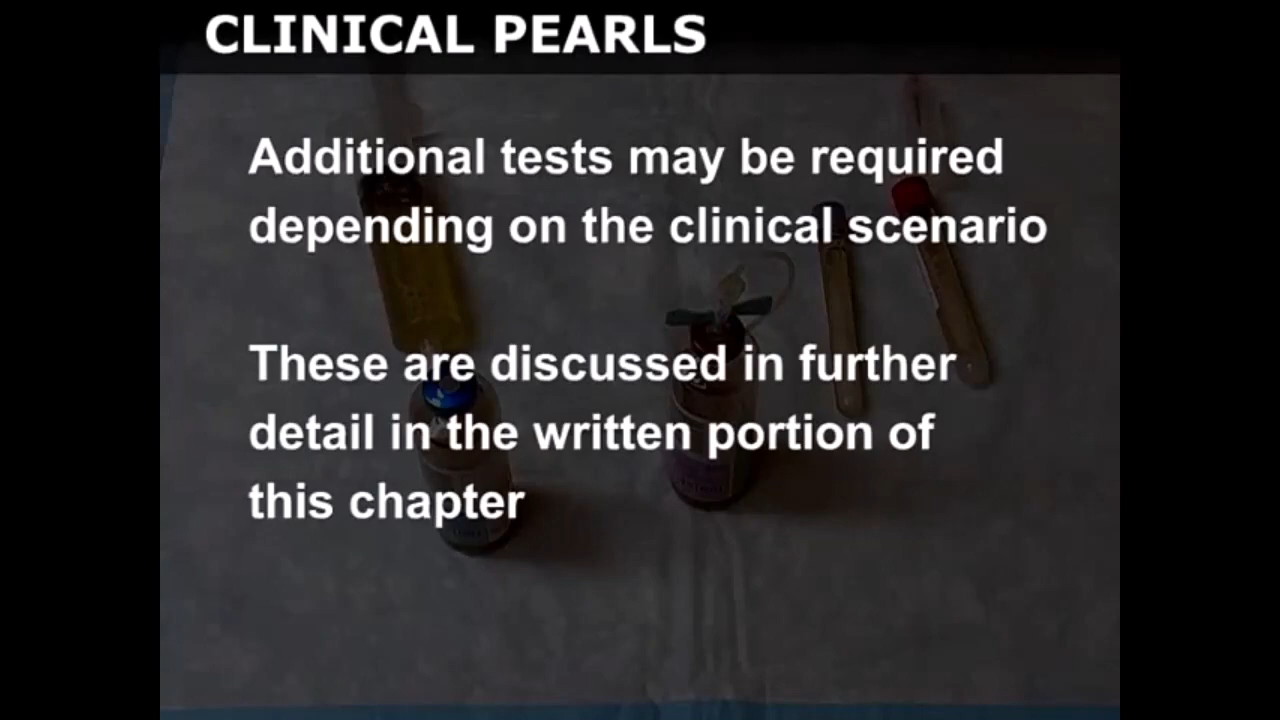 CLINICAL PEARLS
Additional tests may be required
depending on the clinical scenario
These are discussed in further
detail in the written portion of
this chapter